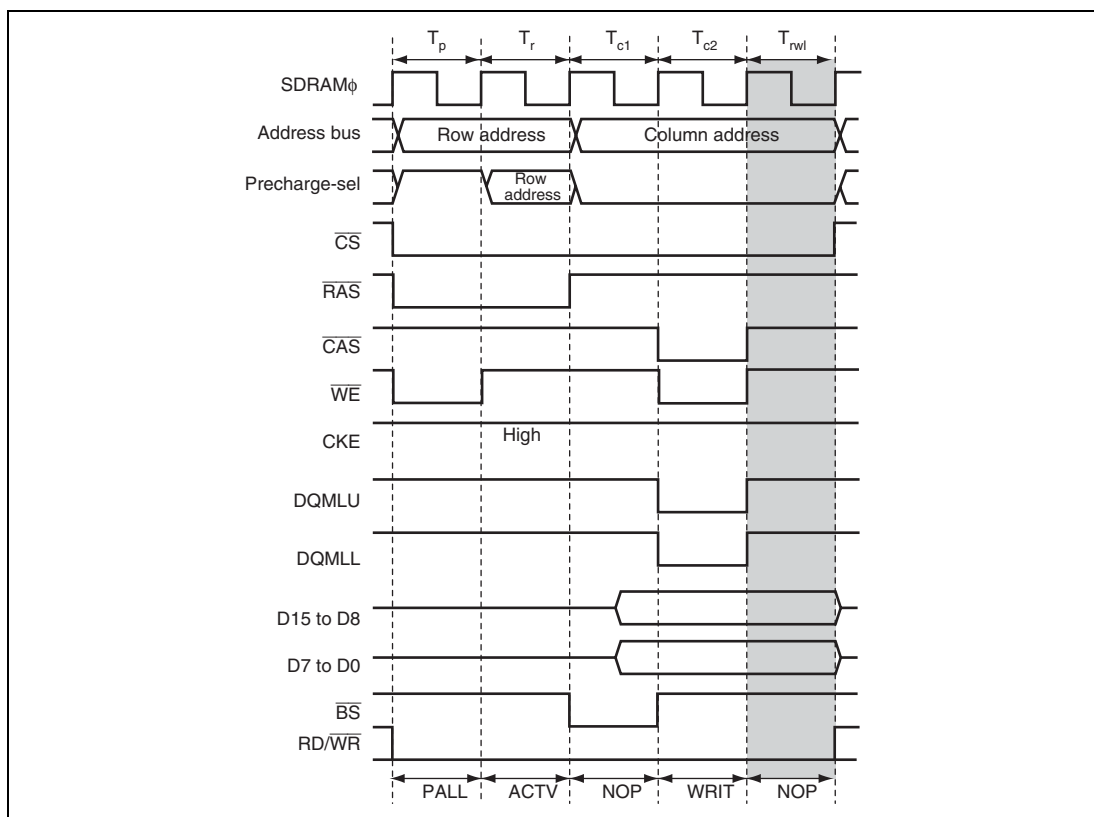 Tp Tr Tc1 Tc2 Trwl
SDRAMϕ
Address bus Row address Column address
Precharge-sel Row address
CS
RAS
CAS
WE
CKE High
DQMLU
DQMLL
D15 to D8
D7 to D0
BS
RD/WR
PALL ACTV NOP WRIT NOP